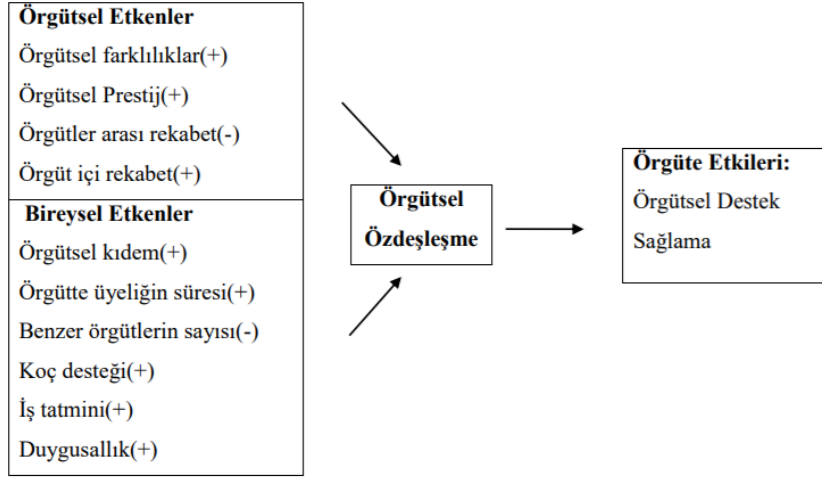 Örgütsel Etkenler
Örgütsel farklılıklar(+)
Örgütsel Prestij(+)
Örgütler arası rekabet(-)
Örgüt içi rekabet(+)
Bireysel Etkenler
Örgütsel kıdem(+)
Örgütte üyeliğin süresi(+)
Benzer örgütlerin sayısı(-)
Koç desteği(+)
İş tatmini(+)
Duygusallık(+)
Örgütsel
Özdeşleşme
Örgüte Etkileri:
Örgütsel Destek
Sağlama